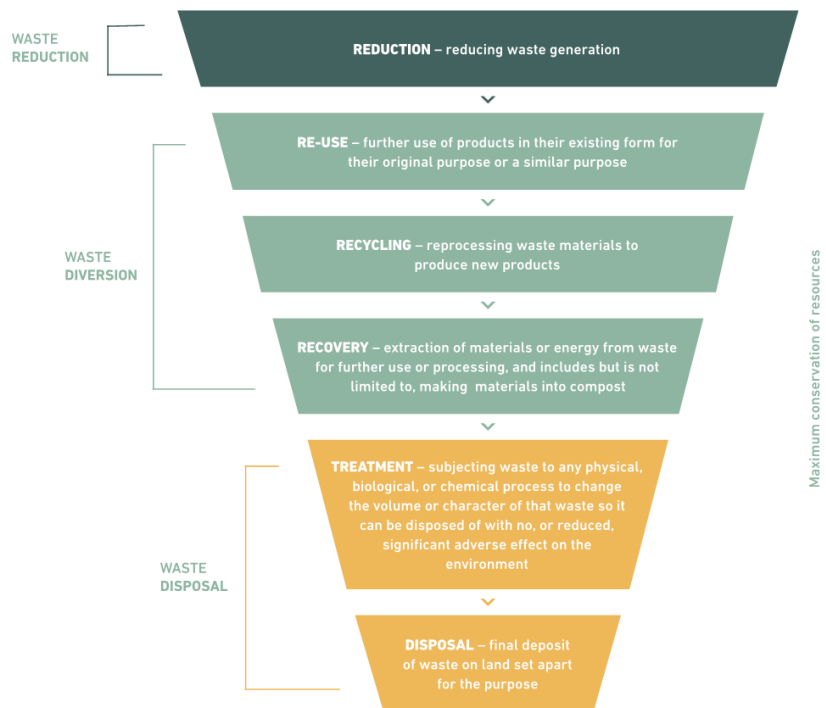 WASTE
REDUCTION
REDUCTION – reducing waste generation
RE-USE – further use of products in their existing form for
their original purpose or a similar purpose
WASTE
DIVERSION
RECYCLING – reprocessing waste materials to
produce new products
RECOVERY – extraction of materials or energy from waste
for further use or processing, and includes but is not
limited to, making materials into compost
Maximum conservation of resources
WASTE
DISPOSAL
TREATMENT – subjecting waste to any physical,
biological, or chemical process to change
the volume or character of that waste so it
can be disposed of with no, or reduced,
significant adverse effect on the
environment
DISPOSAL – final deposit
of waste on land set apart
for the purpose